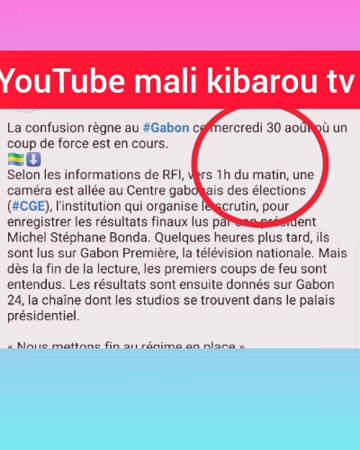 YouTube mali kibarou tv
La confusion règne au #Gabon ce mercredi 30 août où un
coup de force est en cours.
Selon les informations de RFI, vers 1h du matin, une
caméra est allée au Centre gabonais des élections
(#CGE), l'institution qui organise le scrutin, pour
enregistrer les résultats finaux lus par son président
Michel Stéphane Bonda. Quelques heures plus tard, ils
sont lus sur Gabon Première, la télévision nationale. Mais
dès la fin de la lecture, les premiers coups de feu sont
entendus. Les résultats sont ensuite donnés sur Gabon
24, la chaîne dont les studios se trouvent dans le palais
présidentiel.
« Nous mettons fin au régime en place »